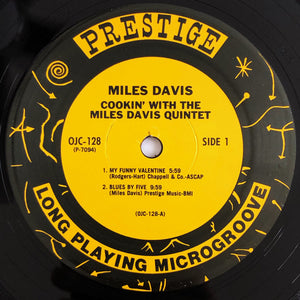 PRESTIGE
MILES DAVIS
COOKIN' WITH THE
MILES DAVIS QUINTET
OJC-128
(P-7094)
SIDE 1
1. MY FUNNY VALENTINE 5:59
(Rodgers-Hart) Chappell & Co.-ASCAP
2. BLUES BY FIVE 9:59
(Miles Davis) Prestige Music-BMI
(OJC-128-A)
LONG PLAYING MICROGROOVE